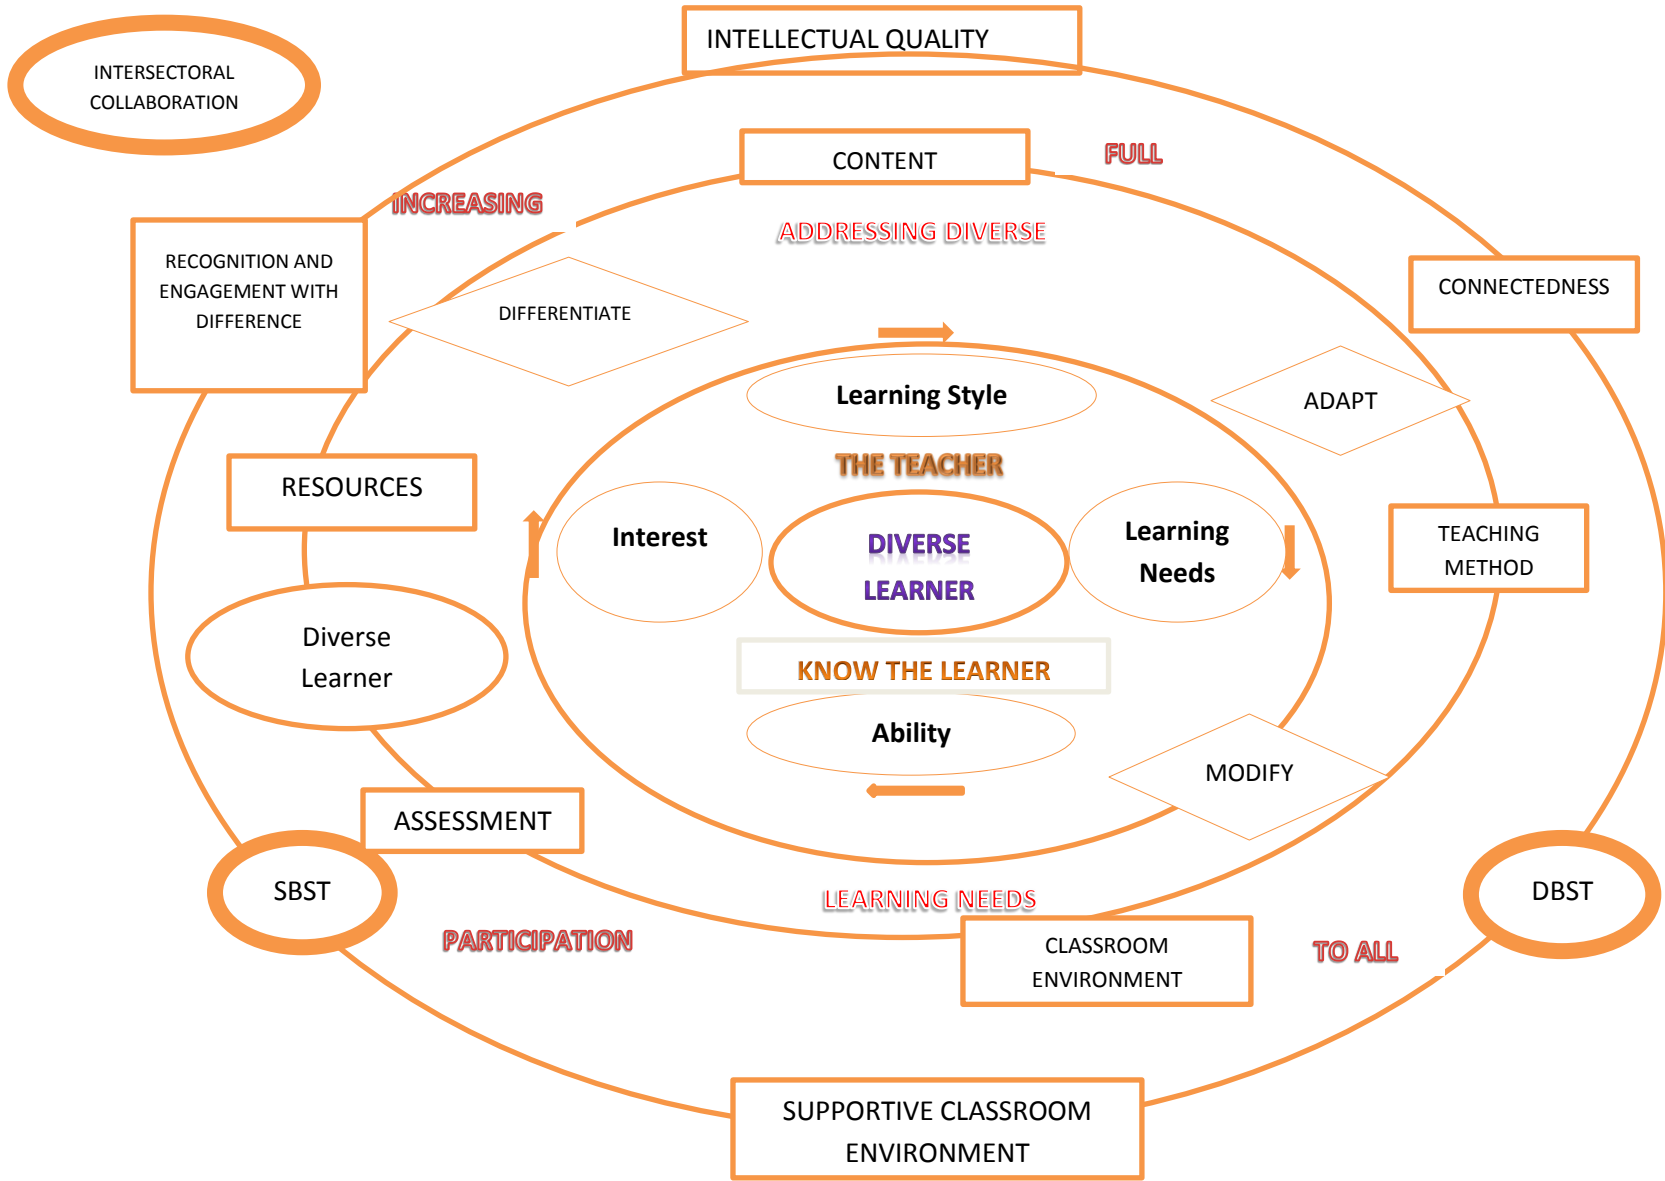 INTELLECTUAL QUALITY
INTERSECTORAL
COLLABORATION
CONTENT
FULL
INCREASING
ADDRESSING DIVERSE
RECOGNITION AND
ENGAGEMENT WITH
DIFFERENCE
CONNECTEDNESS
DIFFERENTIATE
Learning Style
ADAPT
THE TEACHER
RESOURCES
Interest
DIVERSE
LEARNER
Learning
Needs
TEACHING
METHOD
Diverse
Learner
KNOW THE LEARNER
Ability
MODIFY
ASSESSMENT
SBST
LEARNING NEEDS
DBST
PARTICIPATION
CLASSROOM
ENVIRONMENT
TO ALL
SUPPORTIVE CLASSROOM
ENVIRONMENT